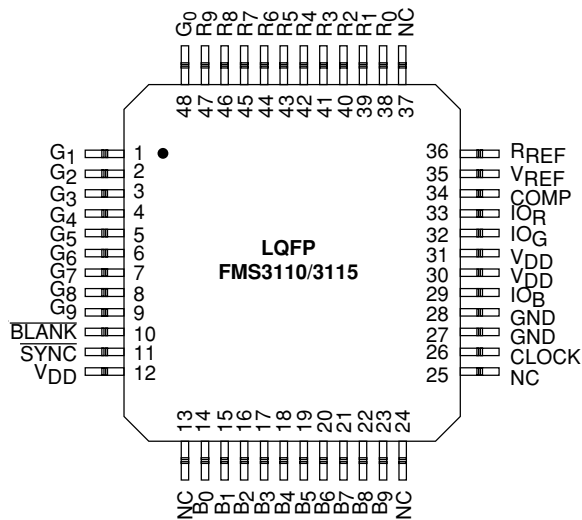 G0 R9 R8 R7 R6 R5 R4 R3 R2 R1 R0 NC
48 47 46 45 44 43 42 41 40 39 38 37
G1 1 36 RREF
G2 2 35 VREF
G3 3 34 COMP
G4 4 33 IOR
G5 5 32 IOG
G6 6 31 VDD
G7 7 30 VDD
G8 8 29 IOB
G9 9 28 GND
BLANK 10 27 GND
SYNC 11 26 CLOCK
VDD 12 25 NC
LQFP
FMS3110/3115
13 14 15 16 17 18 19 20 21 22 23 24
NC B0 B1 B2 B3 B4 B5 B6 B7 B8 B9 NC